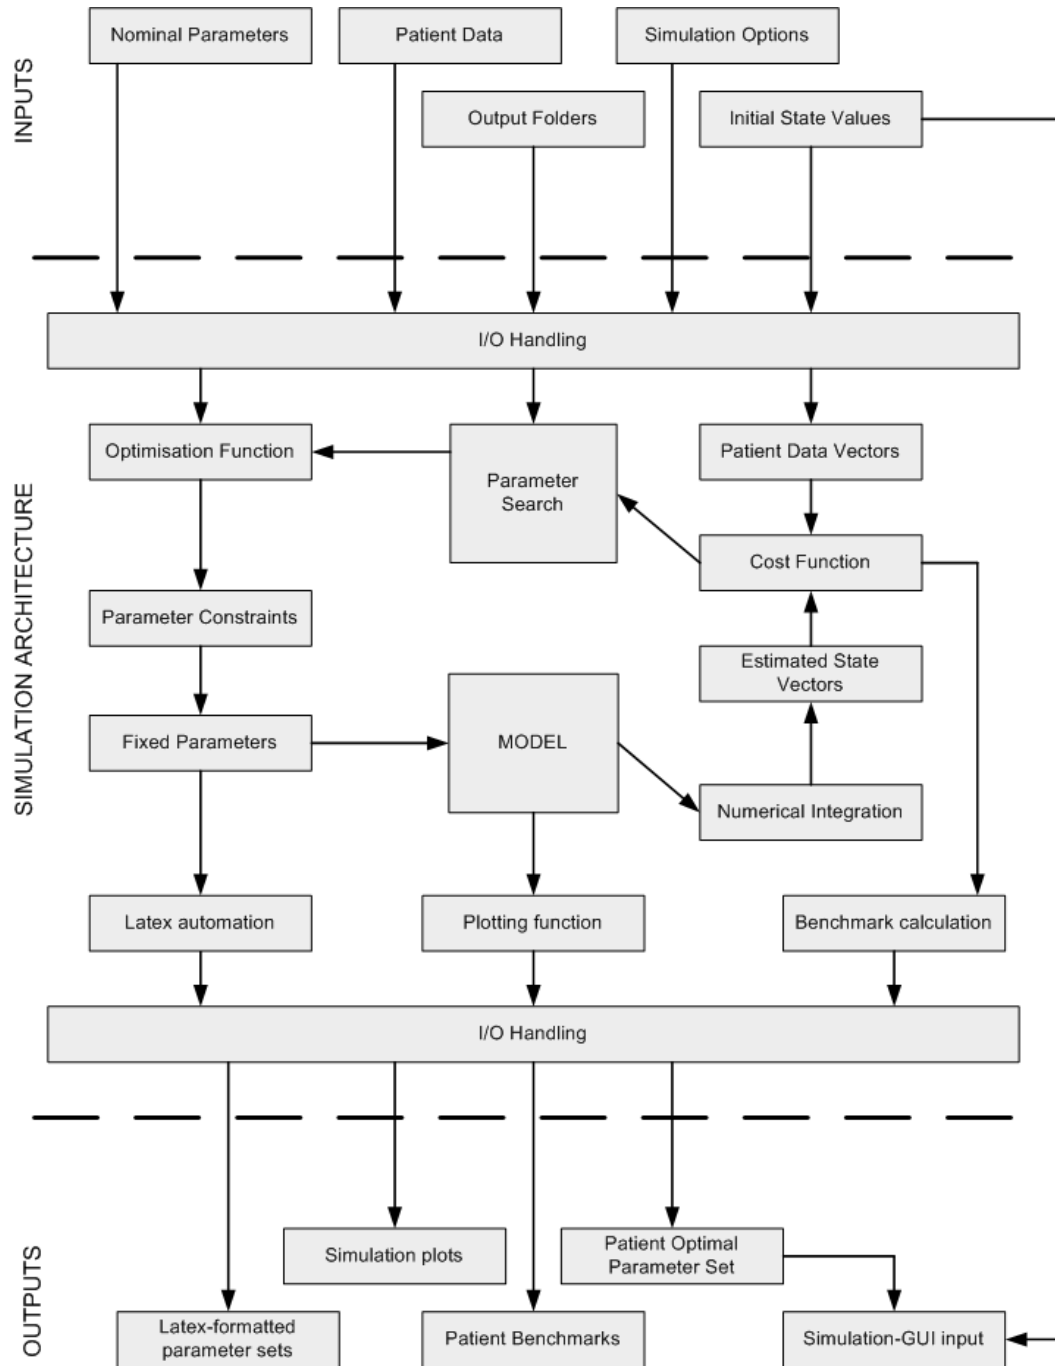 INPUTS
Nominal Parameters
Patient Data
Simulation Options
Output Folders
Initial State Values
I/O Handling
SIMULATION ARCHITECTURE
Optimisation Function
Parameter
Search
Patient Data Vectors
Cost Function
Parameter Constraints
Estimated State
Vectors
Fixed Parameters
MODEL
Numerical Integration
Latex automation
Plotting function
Benchmark calculation
I/O Handling
OUTPUTS
Simulation plots
Patient Optimal
Parameter Set
Latex-formatted
parameter sets
Patient Benchmarks
Simulation-GUI input